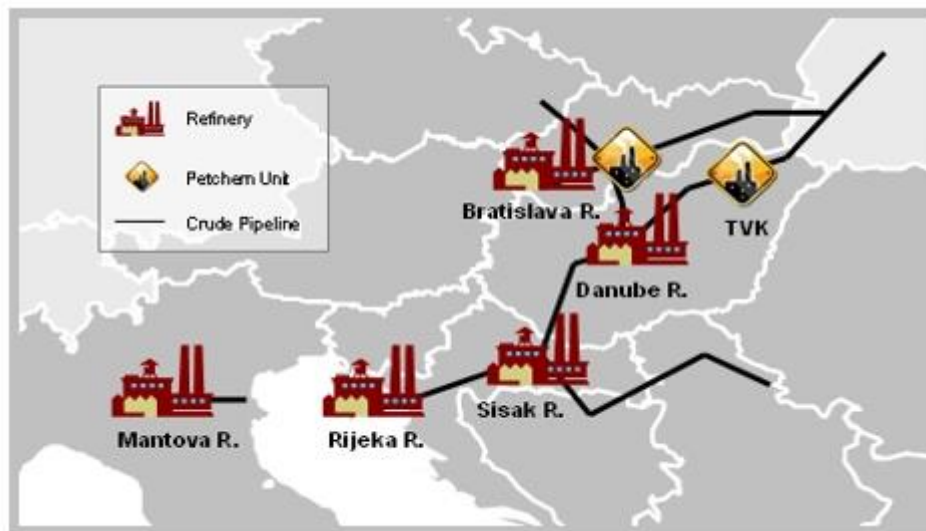 Refinery
Petchem Unit
Crude Pipeline
Bratislava R.
TVK
Danube R.
Sisak R.
Mantova R.
Rijeka R.